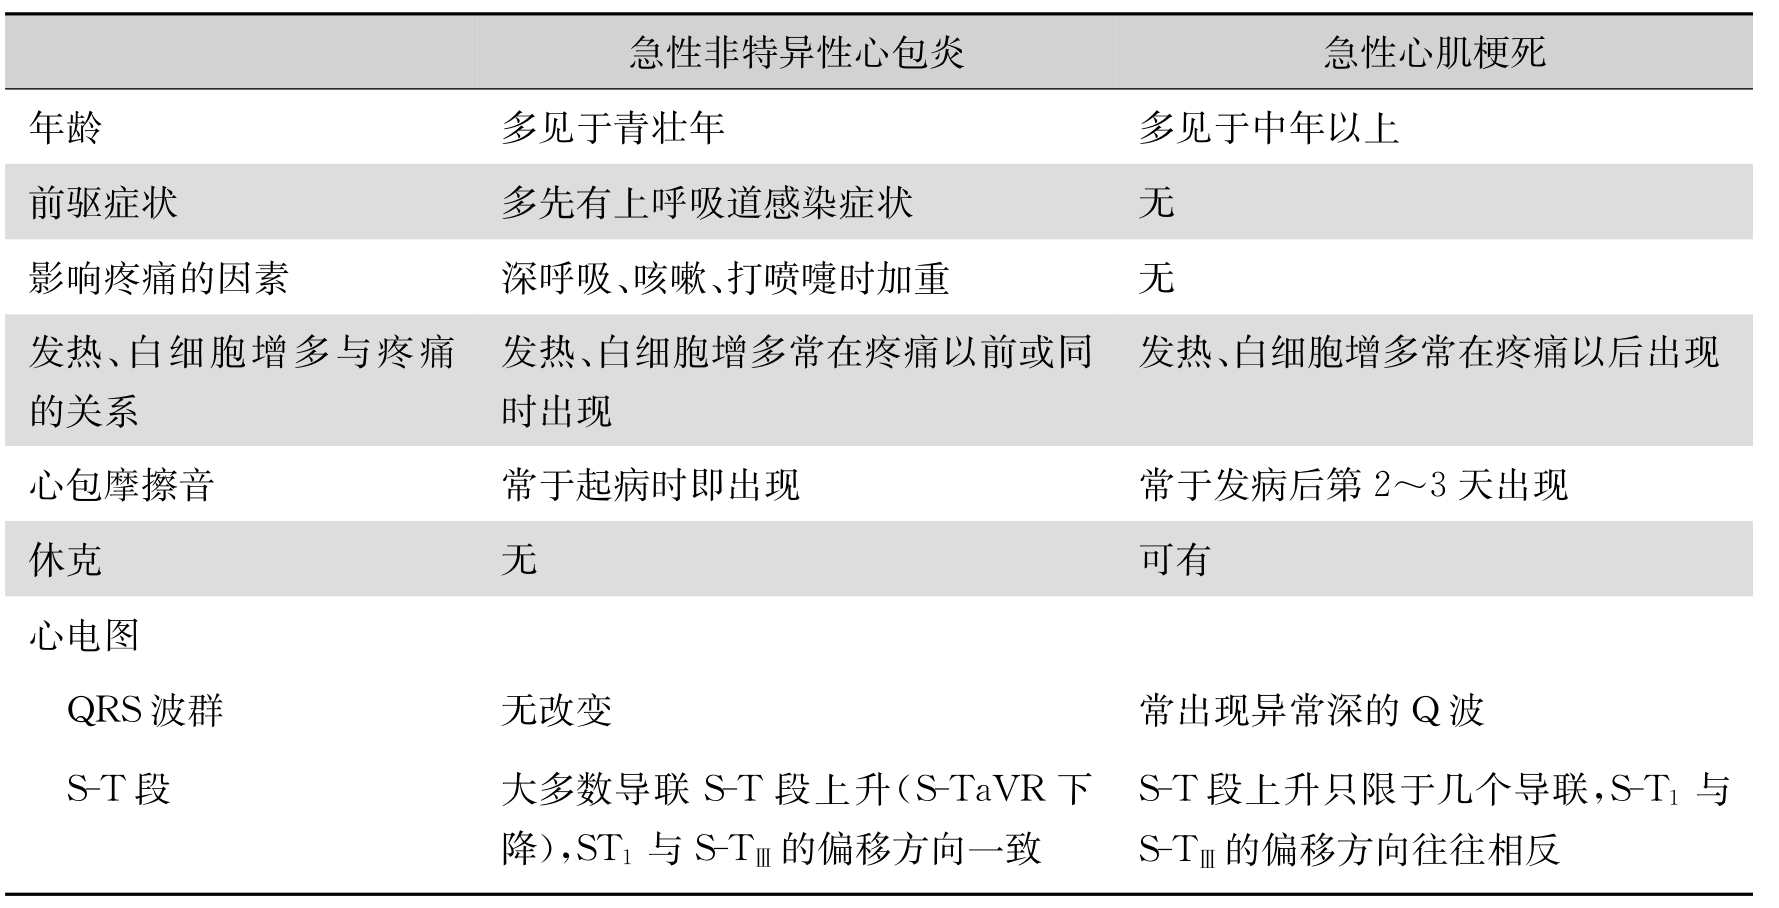 急性非特异性心包炎 急性心肌梗死
年龄 多见于青壮年 多见于中年以上
前驱症状 多先有上呼吸道感染症状 无
影响疼痛的因素 深呼吸、咳嗽、打喷嚏时加重 无
发热、白细胞增多与疼痛 发热、白细胞增多常在疼痛以前或同 发热、白细胞增多常在疼痛以后出现
的关系 时出现
心包摩擦音 常于起病时即出现 常于发病后第 2～3 天出现
休克 无 可有
心电图
QRS 波群 无改变 常出现异常深的 Q 波
S-T 段 大多数导联 S-T 段上升(S-TaVR 下 S-T 段上升只限于几个导联,S-T₁ 与
降),ST₁ 与 S-TⅢ 的偏移方向一致 S-TⅢ 的偏移方向往往相反